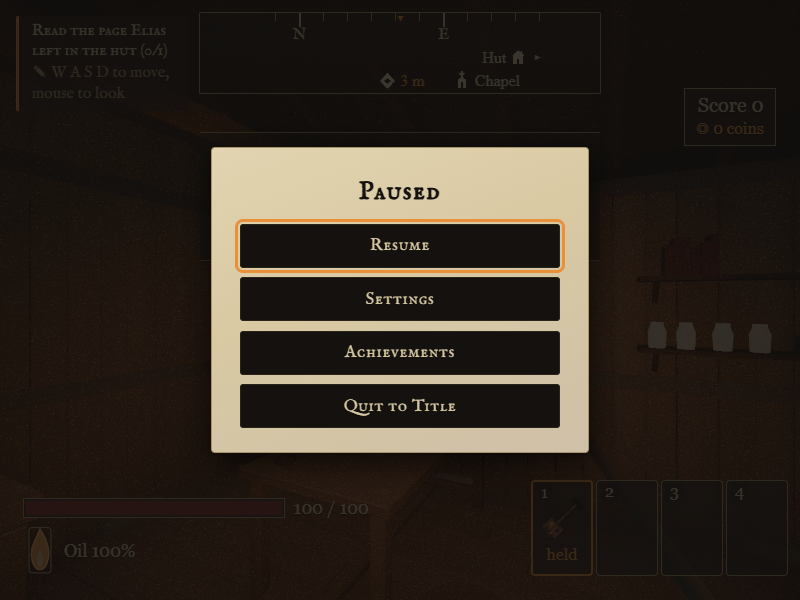 Read the page Elias
left in the hut (0/1)
W A S D to move,
mouse to look
N E
Hut
3 m Chapel
Score 0
0 coins
Paused
Resume
Settings
Achievements
Quit to Title
100 / 100
Oil 100%
1 2 3 4
held